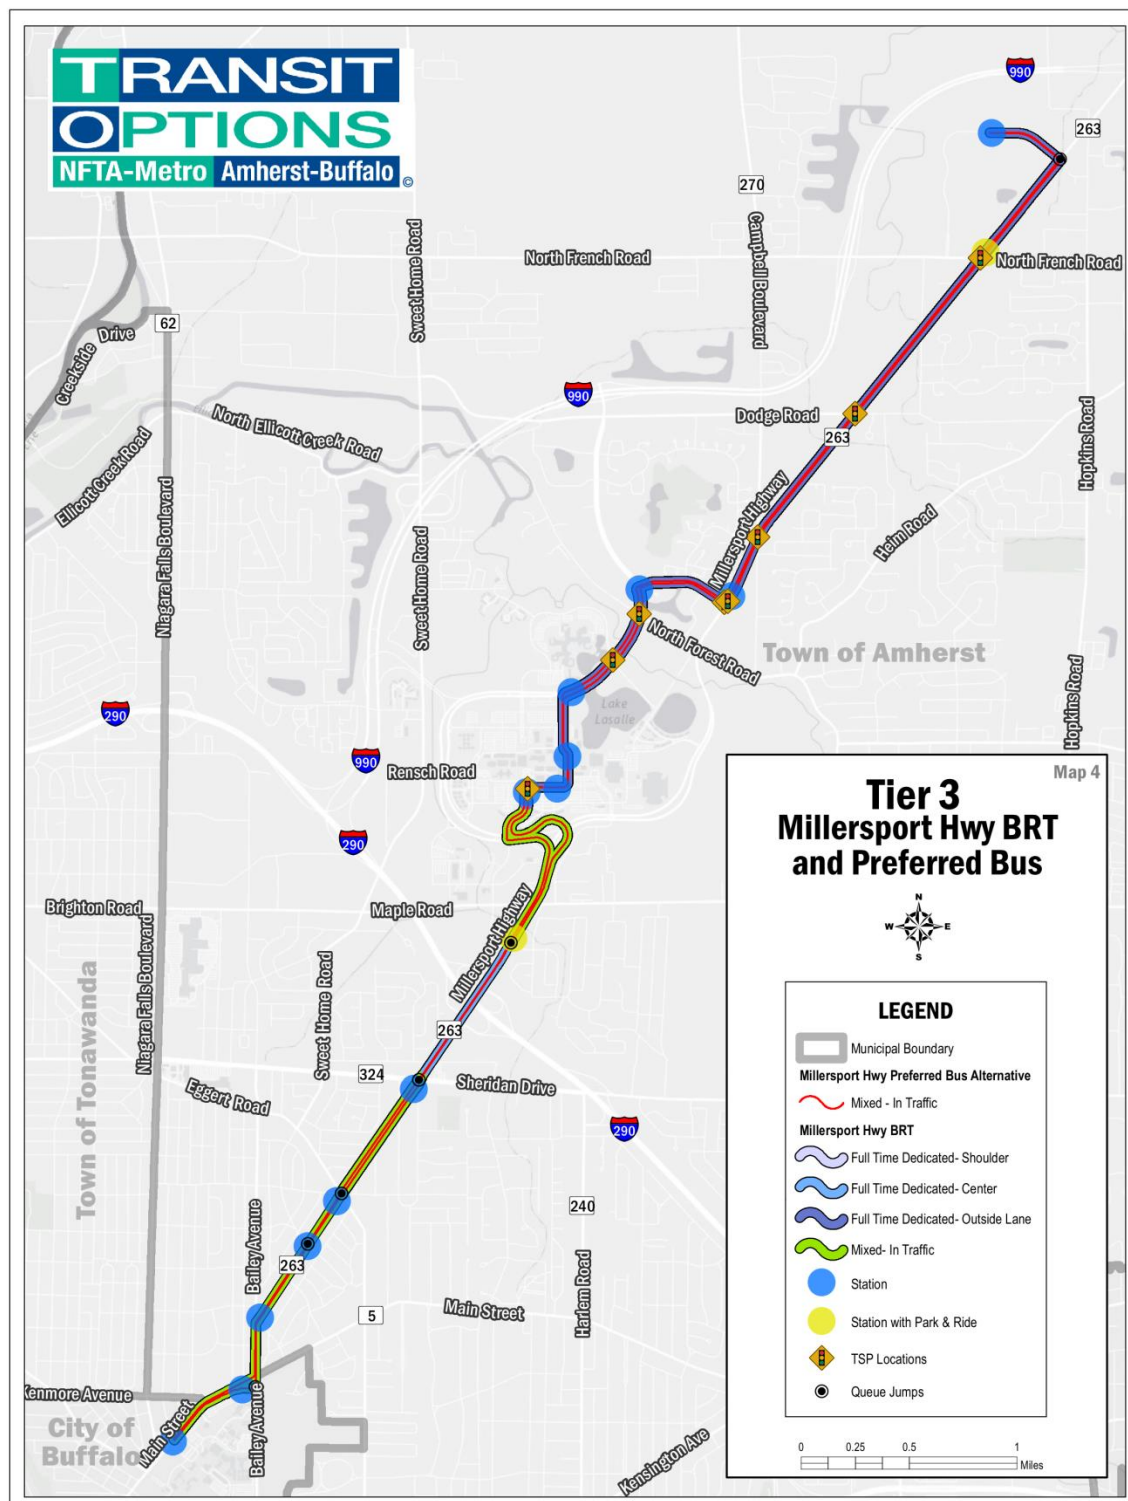 TRANSIT
OPTIONS
NFTA-Metro Amherst-Buffalo ©
990
263
270
Campbell Boulevard
Sweet Home Road
North French Road
North French Road
62
Creekside Drive
990
North Ellicott Creek Road
Dodge Road
263
Hopkins Road
Ellicott Creek Road
Niagara Falls Boulevard
Sweet Home Road
Millersport Highway
Heim Road
North Forest Road
Town of Amherst
Hopkins Road
Lake
Lasalle
290
990
Rensch Road
290
Brighton Road
Maple Road
Millersport Highway
Niagara Falls Boulevard
Sweet Home Road
263
Town of Tonawanda
324
Sheridan Drive
Eggert Road
290
240
Bailey Avenue
263
Main Street
5
Harlem Road
Kenmore Avenue
City of
Buffalo
Main Street
Bailey Avenue
Kensington Ave
Map 4
Tier 3
Millersport Hwy BRT
and Preferred Bus
N
W E
S
LEGEND
Municipal Boundary
Millersport Hwy Preferred Bus Alternative
Mixed - In Traffic
Millersport Hwy BRT
Full Time Dedicated- Shoulder
Full Time Dedicated- Center
Full Time Dedicated- Outside Lane
Mixed- In Traffic
Station
Station with Park & Ride
TSP Locations
Queue Jumps
0 0.25 0.5 1
Miles